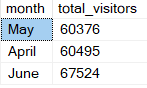 month total_visitors
May 60376
April 60495
June 67524